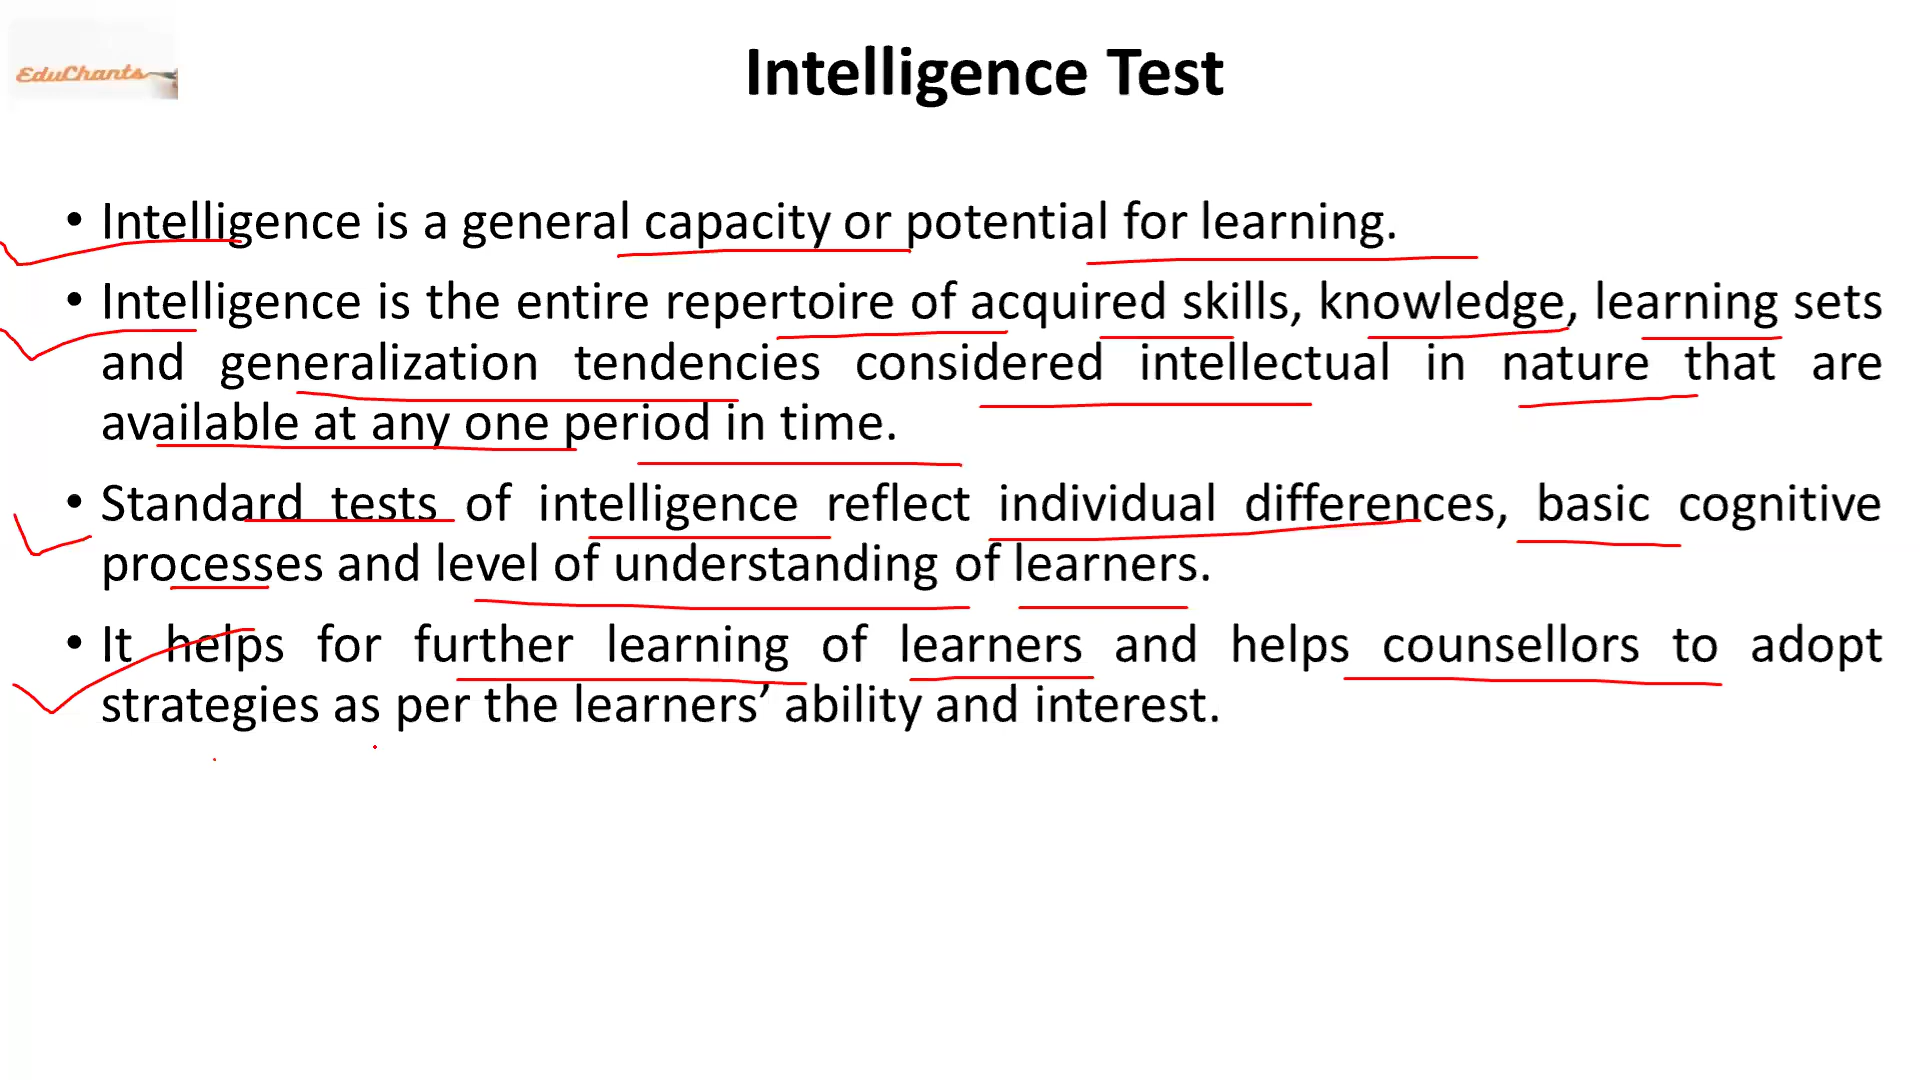 EduChants
Intelligence Test
• Intelligence is a general capacity or potential for learning.
• Intelligence is the entire repertoire of acquired skills, knowledge, learning sets
and generalization tendencies considered intellectual in nature that are
available at any one period in time.
• Standard tests of intelligence reflect individual differences, basic cognitive
processes and level of understanding of learners.
• It helps for further learning of learners and helps counsellors to adopt
strategies as per the learners’ ability and interest.